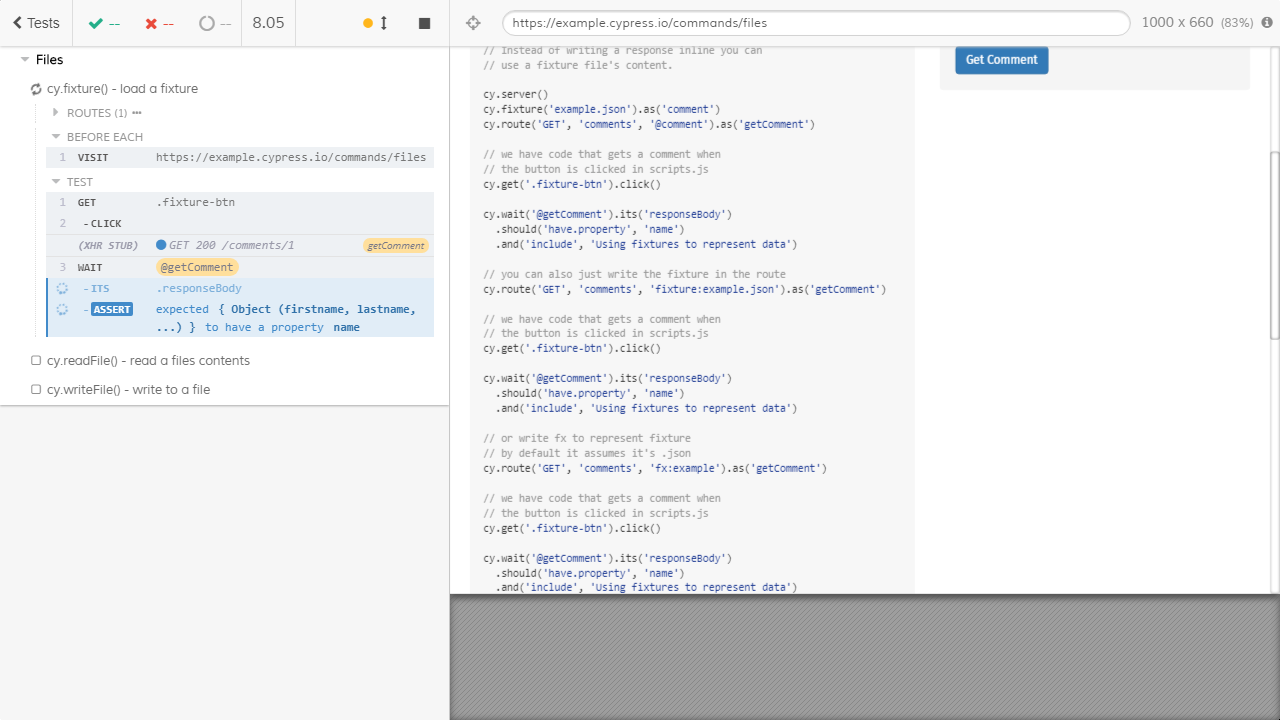 Tests -- -- -- 8.05
https://example.cypress.io/commands/files
1000 x 660 (83%)
Files
cy.fixture() - load a fixture
ROUTES (1)
BEFORE EACH
1 VISIT https://example.cypress.io/commands/files
TEST
1 GET .fixture-btn
2 - CLICK
(XHR STUB) GET 200 /comments/1 getComment
3 WAIT @getComment
- ITS .responseBody
- ASSERT expected { Object (firstname, lastname,
...) } to have a property name
cy.readFile() - read a files contents
cy.writeFile() - write to a file
// Instead of writing a response inline you can
// use a fixture file's content.
cy.server()
cy.fixture('example.json').as('comment')
cy.route('GET', 'comments', '@comment').as('getComment')
// we have code that gets a comment when
// the button is clicked in scripts.js
cy.get('.fixture-btn').click()
cy.wait('@getComment').its('responseBody')
.should('have.property', 'name')
.and('include', 'Using fixtures to represent data')
// you can also just write the fixture in the route
cy.route('GET', 'comments', 'fixture:example.json').as('getComment')
// we have code that gets a comment when
// the button is clicked in scripts.js
cy.get('.fixture-btn').click()
cy.wait('@getComment').its('responseBody')
.should('have.property', 'name')
.and('include', 'Using fixtures to represent data')
// or write fx to represent fixture
// by default it assumes it's .json
cy.route('GET', 'comments', 'fx:example').as('getComment')
// we have code that gets a comment when
// the button is clicked in scripts.js
cy.get('.fixture-btn').click()
cy.wait('@getComment').its('responseBody')
.should('have.property', 'name')
.and('include', 'Using fixtures to represent data')
Get Comment